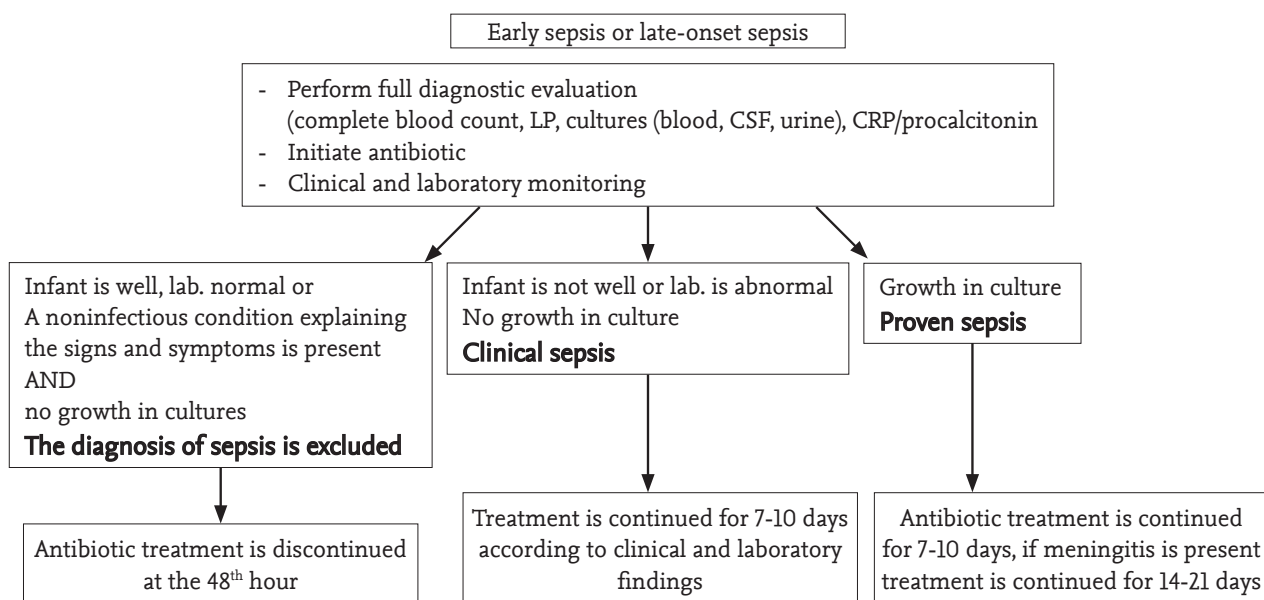 Early sepsis or late-onset sepsis
- Perform full diagnostic evaluation
(complete blood count, LP, cultures (blood, CSF, urine), CRP/procalcitonin
- Initiate antibiotic
- Clinical and laboratory monitoring
Infant is well, lab. normal or
A noninfectious condition explaining
the signs and symptoms is present
AND
no growth in cultures
The diagnosis of sepsis is excluded
Infant is not well or lab. is abnormal
No growth in culture
Clinical sepsis
Growth in culture
Proven sepsis
Antibiotic treatment is discontinued
at the 48th hour
Treatment is continued for 7-10 days
according to clinical and laboratory
findings
Antibiotic treatment is continued
for 7-10 days, if meningitis is present
treatment is continued for 14-21 days